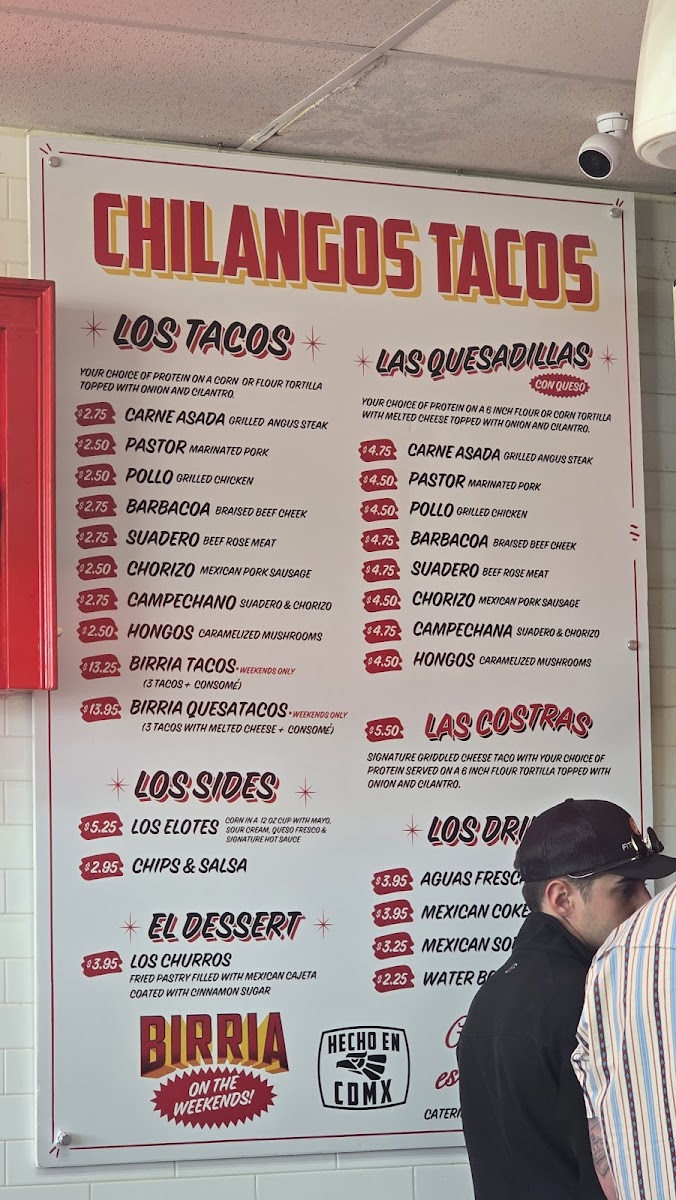 CHILANGOS TACOS
LOS TACOS
YOUR CHOICE OF PROTEIN ON A CORN OR FLOUR TORTILLA
TOPPED WITH ONION AND CILANTRO.
$2.75 CARNE ASADA GRILLED ANGUS STEAK
$2.50 PASTOR MARINATED PORK
$2.50 POLLO GRILLED CHICKEN
$2.75 BARBACOA BRAISED BEEF CHEEK
$2.75 SUADERO BEEF ROSE MEAT
$2.50 CHORIZO MEXICAN PORK SAUSAGE
$2.75 CAMPECHANO SUADERO & CHORIZO
$2.50 HONGOS CARAMELIZED MUSHROOMS
$13.25 BIRRIA TACOS *WEEKENDS ONLY
(3 TACOS + CONSOMÉ)
$13.95 BIRRIA QUESATACOS *WEEKENDS ONLY
(3 TACOS WITH MELTED CHEESE + CONSOMÉ)
LOS SIDES
$5.25 LOS ELOTES CORN IN A 12 OZ CUP WITH MAYO,
SOUR CREAM, QUESO FRESCO &
SIGNATURE HOT SAUCE
$2.95 CHIPS & SALSA
EL DESSERT
$3.95 LOS CHURROS
FRIED PASTRY FILLED WITH MEXICAN CAJETA
COATED WITH CINNAMON SUGAR
BIRRIA
ON THE
WEEKENDS!
LAS QUESADILLAS
CON QUESO
YOUR CHOICE OF PROTEIN ON A 6 INCH FLOUR OR CORN TORTILLA
WITH MELTED CHEESE TOPPED WITH ONION AND CILANTRO.
$4.75 CARNE ASADA GRILLED ANGUS STEAK
$4.50 PASTOR MARINATED PORK
$4.50 POLLO GRILLED CHICKEN
$4.75 BARBACOA BRAISED BEEF CHEEK
$4.75 SUADERO BEEF ROSE MEAT
$4.50 CHORIZO MEXICAN PORK SAUSAGE
$4.75 CAMPECHANA SUADERO & CHORIZO
$4.50 HONGOS CARAMELIZED MUSHROOMS
$5.50 LAS COSTRAS
SIGNATURE GRIDDLED CHEESE TACO WITH YOUR CHOICE OF
PROTEIN SERVED ON A 6 INCH FLOUR TORTILLA TOPPED WITH
ONION AND CILANTRO.
LOS
$3.95 AGUAS
$3.95 MEXICAN COKE
$3.25 MEXICAN
$2.25 WATER
HECHO EN
CDMX